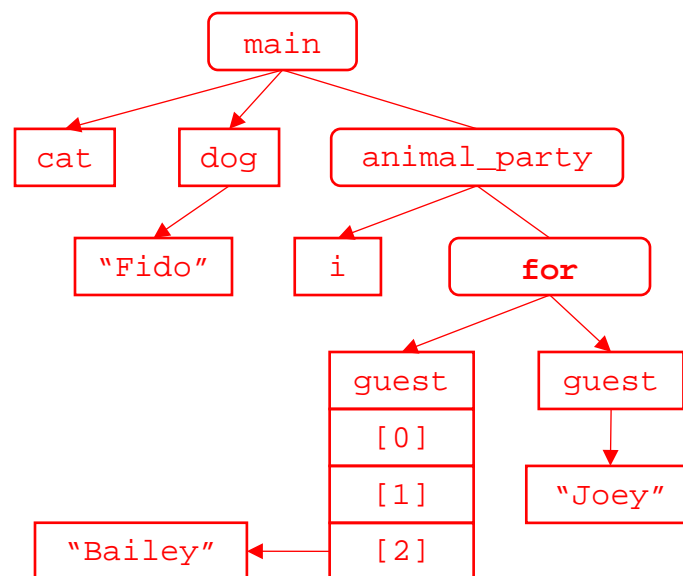 main
cat
dog
animal_party
“Fido”
i
for
guest
guest
[0]
[1]
“Joey”
“Bailey”
[2]